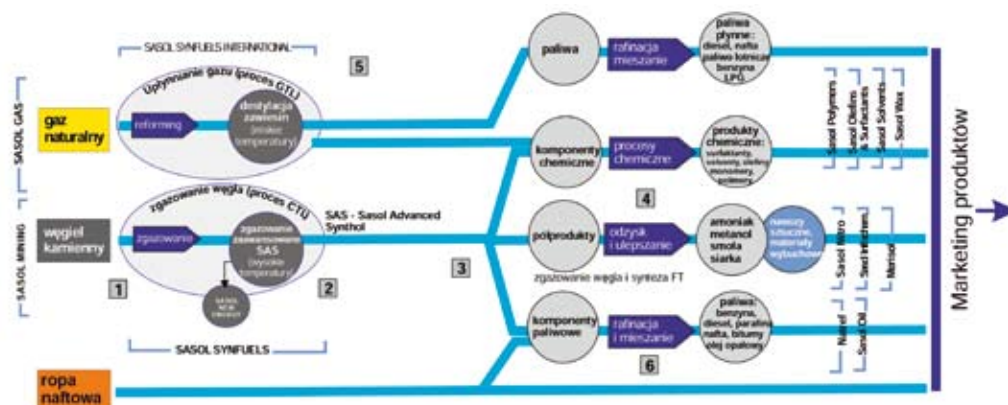 SASOL SYNFUELS INTERNATIONAL
Upłynnianie gazu (proces GTL)
5
SASOL GAS
gaz
naturalny
reforming
destylacja
zawiesin
(niskie
temperatury)
paliwa
rafinacja
mieszanie
paliwa
płynne:
diesel, nafta
paliwo lotnicze
benzyna
LPG
komponenty
chemiczne
procesy
chemiczne
produkty
chemiczne:
surfaktanty,
solventy, olefiny
monomery,
polimery
Sasol Polymers
Sasol Olefins
& Surfactants
Sasol Solvents
Sasol Wax
4
SASOL MINING
węgiel
kamienny
zgazowanie węgla (proces CTL)
zgazowanie
zgazowanie
zaawansowane
SAS
(wysokie
temperatury)
SAS - Sasol Advanced
Synthol
1
2
3
SASOL
NEW
ENERGY
SASOL SYNFUELS
półprodukty
odzysk
i ulepszanie
amoniak
metanol
smoła
siarka
nawozy
sztuczne,
materiały
wybuchowe
zgazowanie węgla i synteza FT
Sasol Nitro
Merisol
komponenty
paliwowe
rafinacja
i mieszanie
6
paliwa:
benzyna,
diesel, parafina
nafta, bitumy
olej opałowy
Natref
Sasol Oil
ropa
naftowa
Marketing produktów